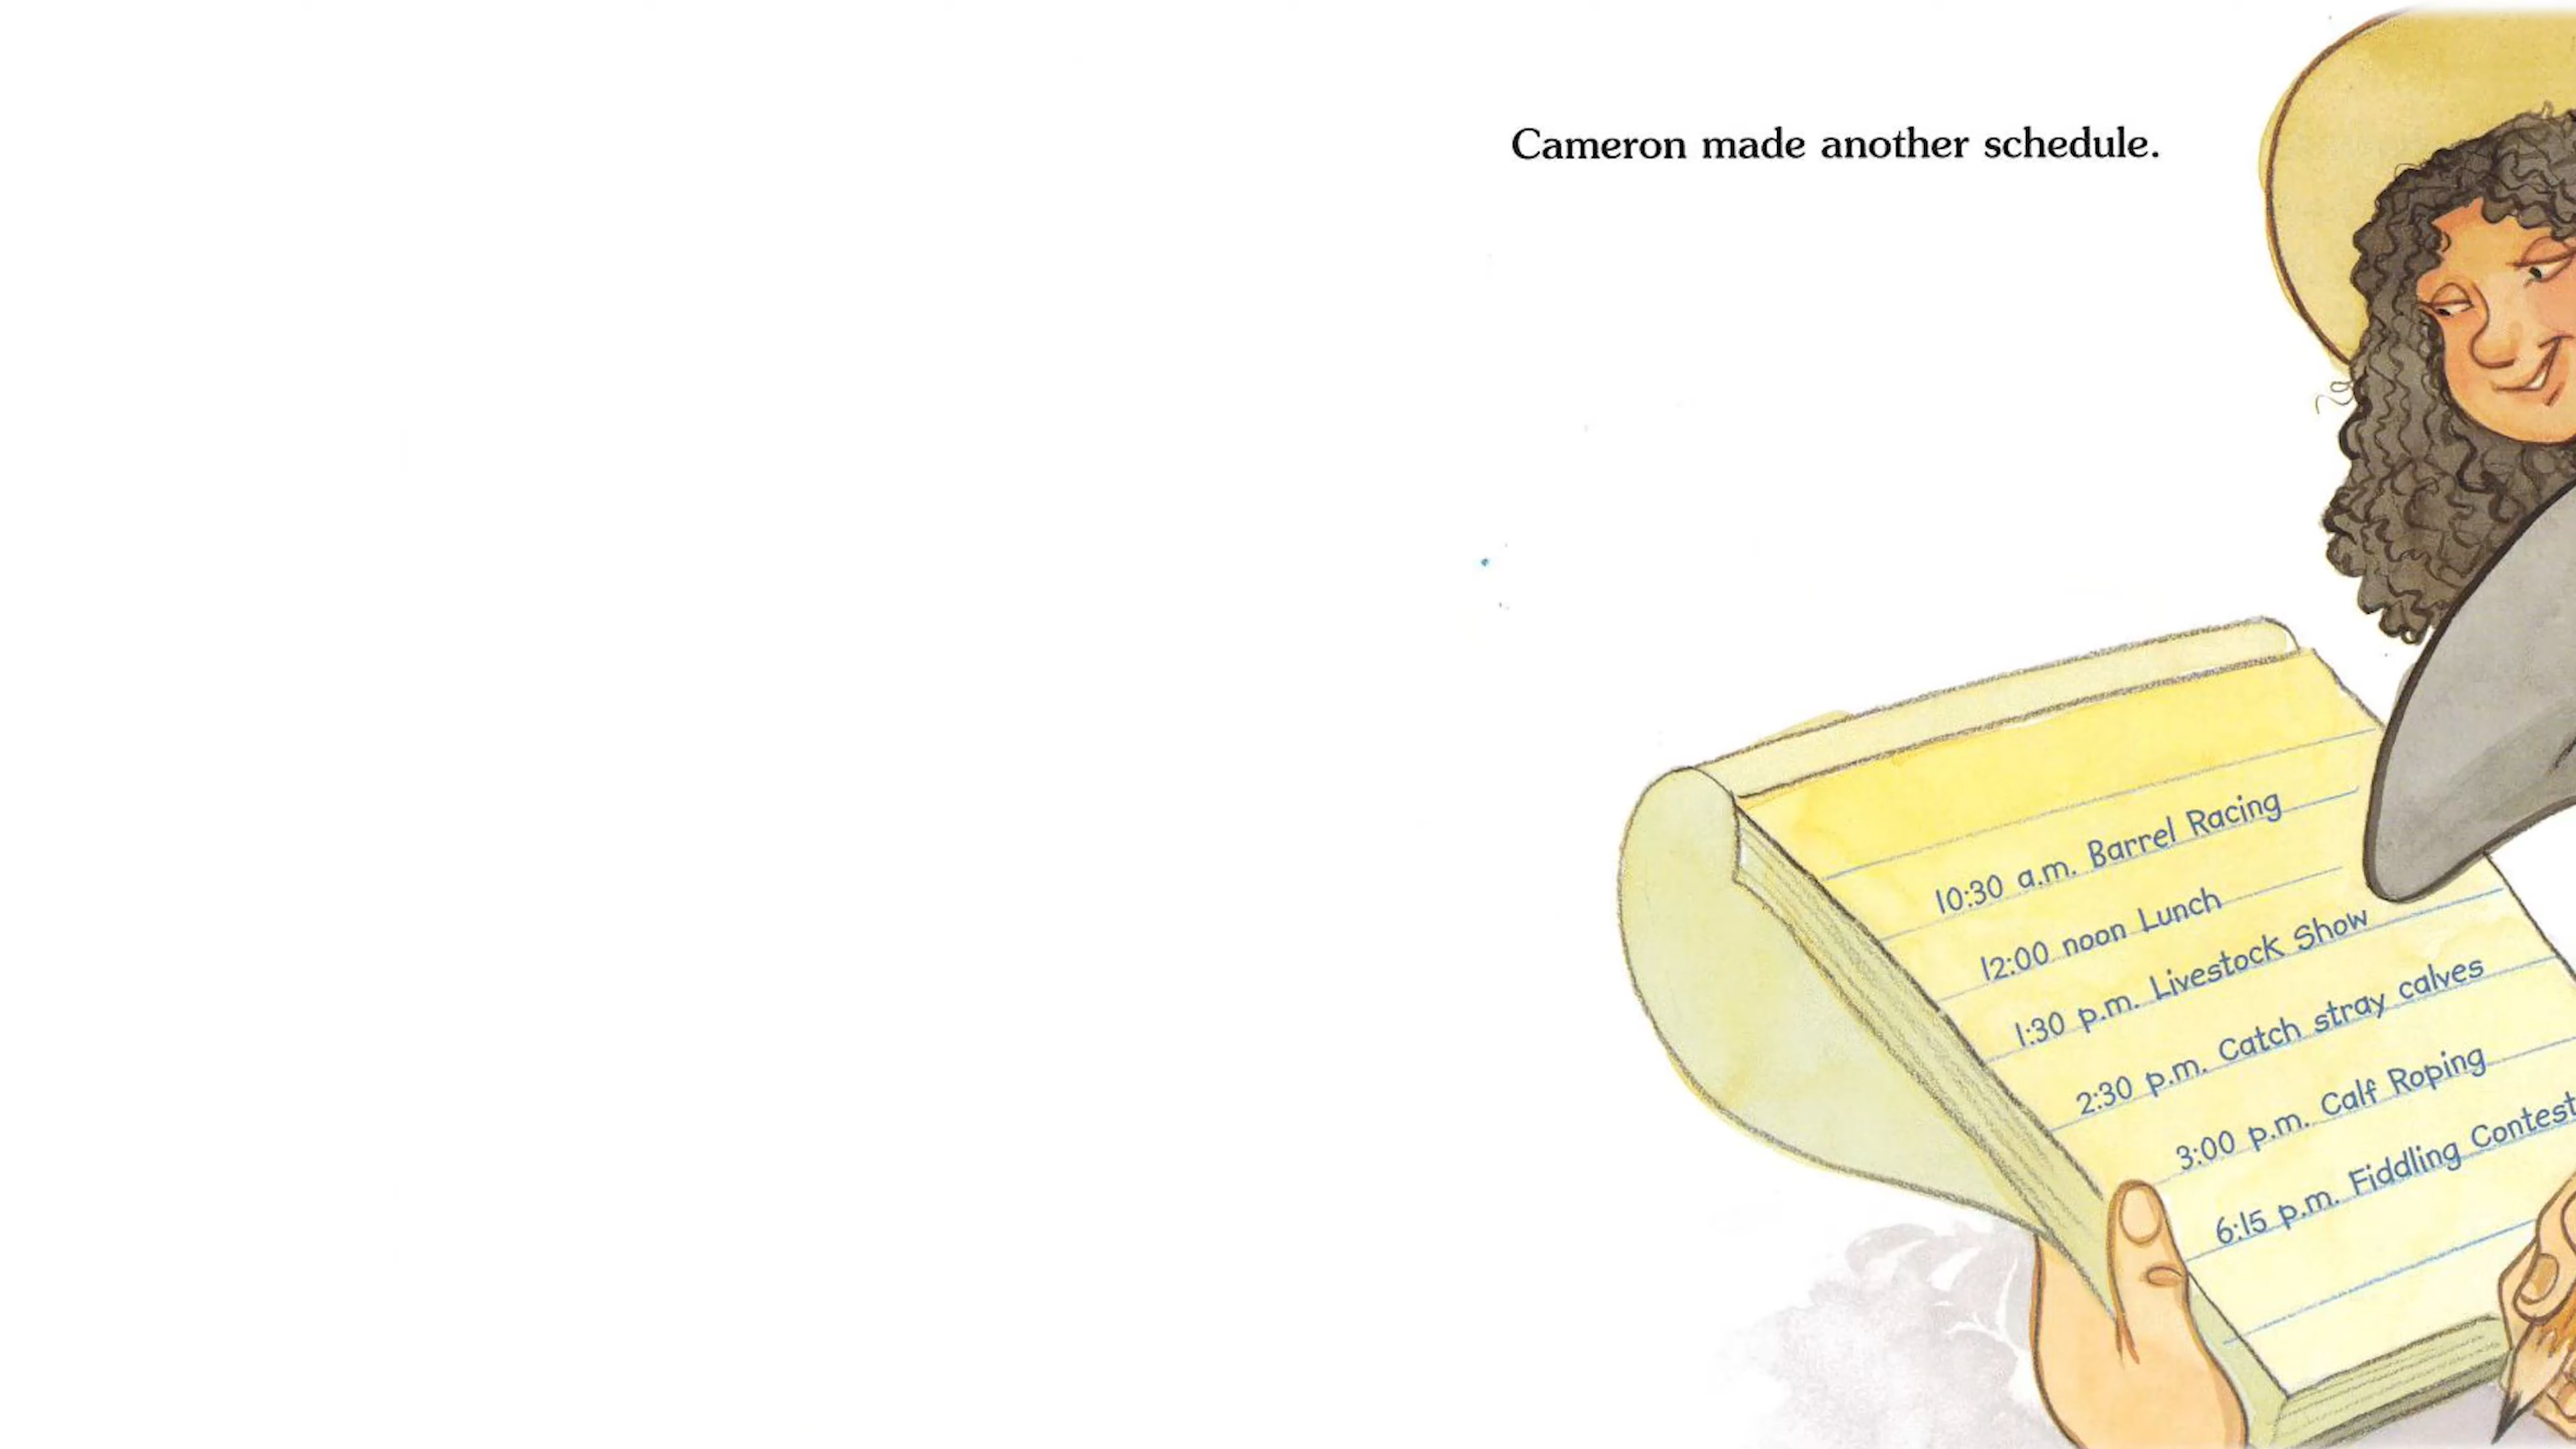 Cameron made another schedule.
10:30 a.m. Barrel Racing
12:00 noon Lunch
1:30 p.m. Livestock Show
2:30 p.m. Catch stray calves
3:00 p.m. Calf Roping
6:15 p.m. Fiddling Contest